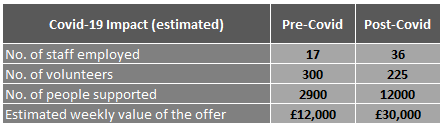 Covid-19 Impact (estimated) Pre-Covid Post-Covid
No. of staff employed 17 36
No. of volunteers 300 225
No. of people supported 2900 12000
Estimated weekly value of the offer £12,000 £30,000